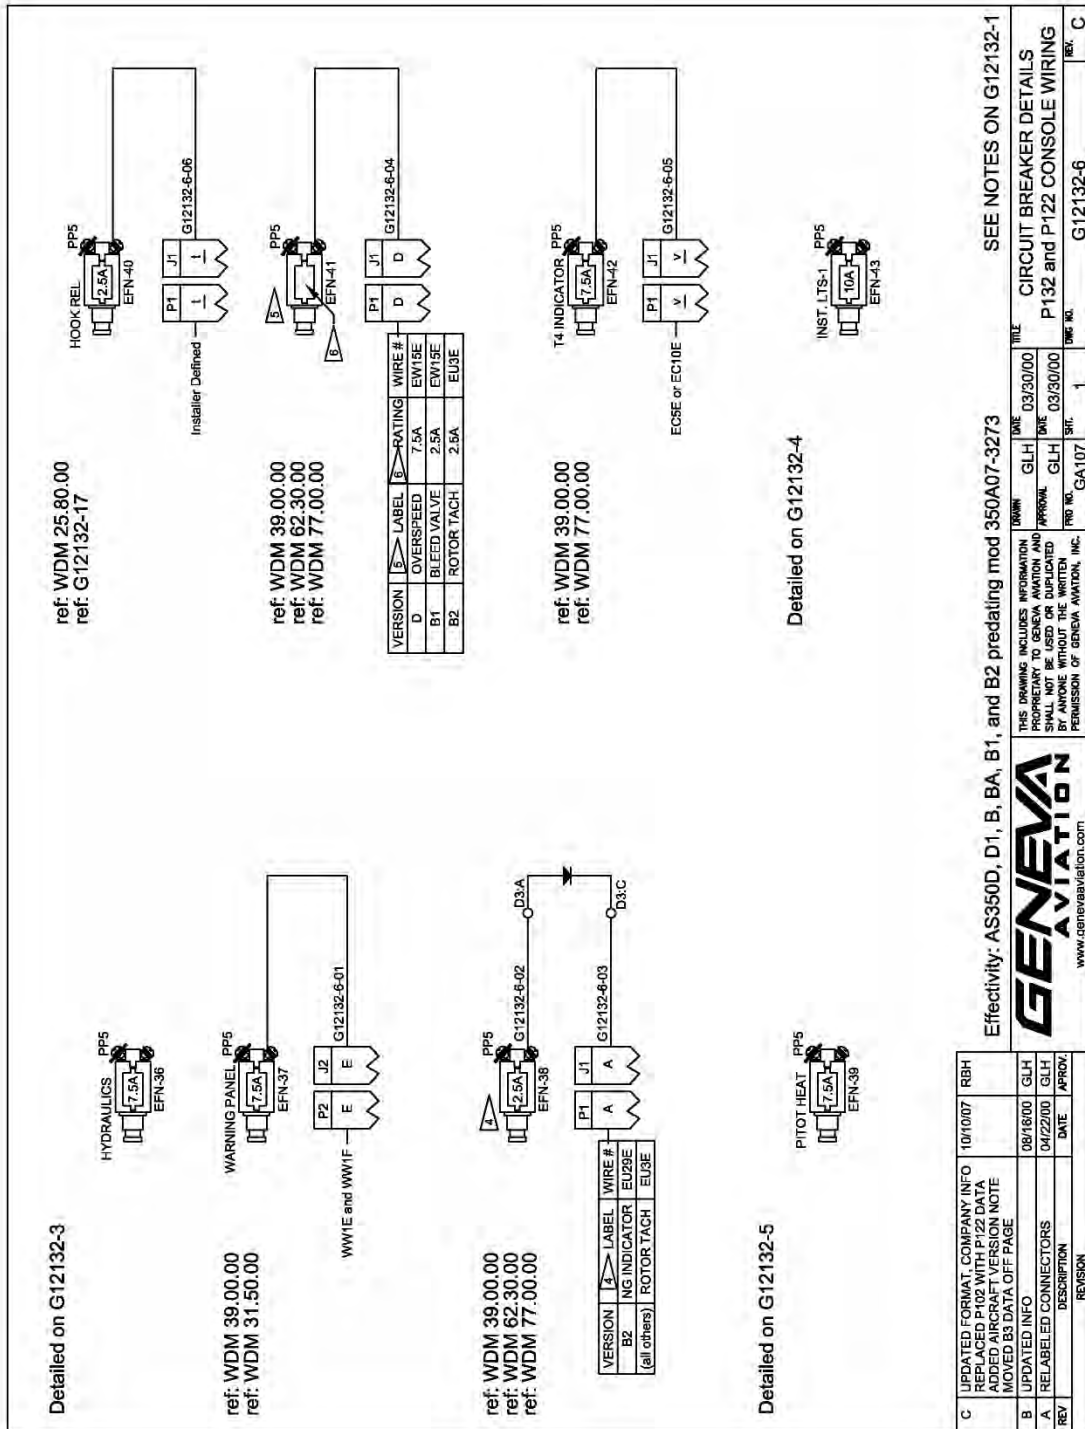 Detailed on G12132-3
HYDRAULICS
PP5
7.5A
EFN-36
ref: WDM 39.00.00
ref: WDM 31.50.00
WARNING PANEL
PP5
7.5A
EFN-37
WW1E and WW1F
P2
J2
E
E
G12132-6-01
ref: WDM 39.00.00
ref: WDM 62.30.00
ref: WDM 77.00.00
4
PP5
2.5A
EFN-38
G12132-6-02
D3:A
VERSION 4 LABEL WIRE #
B2 NG INDICATOR EU29E
(all others) ROTOR TACH EU3E
P1
J1
A
A
G12132-6-03
D3:C
Detailed on G12132-5
PITOT HEAT
PP5
7.5A
EFN-39
ref: WDM 25.80.00
ref: G12132-17
HOOK REL
PP5
2.5A
EFN-40
Installer Defined
P1
J1
t
t
G12132-6-06
ref: WDM 39.00.00
ref: WDM 62.30.00
ref: WDM 77.00.00
5
PP5
EFN-41
6
VERSION 5 LABEL 6 RATING WIRE #
D OVERSPEED 7.5A EW15E
B1 BLEED VALVE 2.5A EW15E
B2 ROTOR TACH 2.5A EU3E
P1
J1
D
D
G12132-6-04
ref: WDM 39.00.00
ref: WDM 77.00.00
T4 INDICATOR
PP5
7.5A
EFN-42
EC5E or EC10E
P1
J1
v
v
G12132-6-05
Detailed on G12132-4
INST. LTS-1
PP5
10A
EFN-43
Effectivity: AS350D, D1, B, BA, B1, and B2 predating mod 350A07-3273
SEE NOTES ON G12132-1
C UPDATED FORMAT, COMPANY INFO 10/10/07 RBH
REPLACED P102 WITH P122 DATA
ADDED AIRCRAFT VERSION NOTE
MOVED B3 DATA OFF PAGE
B UPDATED INFO 08/16/00 GLH
A RELABELED CONNECTORS 04/22/00 GLH
REV DESCRIPTION DATE APROV.
REVISION
GENEVA
AVIATION
www.genevaaviation.com
THIS DRAWING INCLUDES INFORMATION
PROPRIETARY TO GENEVA AVIATION AND
SHALL NOT BE USED OR DUPLICATED
BY ANYONE WITHOUT THE WRITTEN
PERMISSION OF GENEVA AVIATION, INC.
DRAWN GLH DATE 03/30/00
APPROVAL GLH DATE 03/30/00
PRO NO. GA107 SHT. 1
TITLE
CIRCUIT BREAKER DETAILS
P132 and P122 CONSOLE WIRING
DWG NO. G12132-6 REV. C